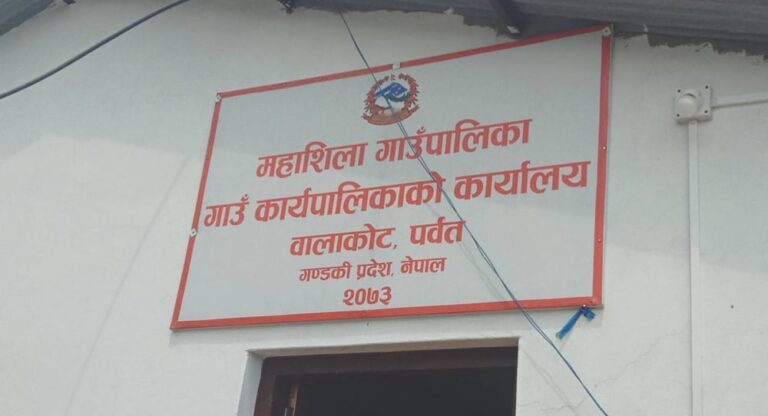 महाशिला गाउँपालिका
गाउँ कार्यपालिकाको कार्यालय
वालाकोट, पर्वत
गण्डकी प्रदेश, नेपाल
२०७३